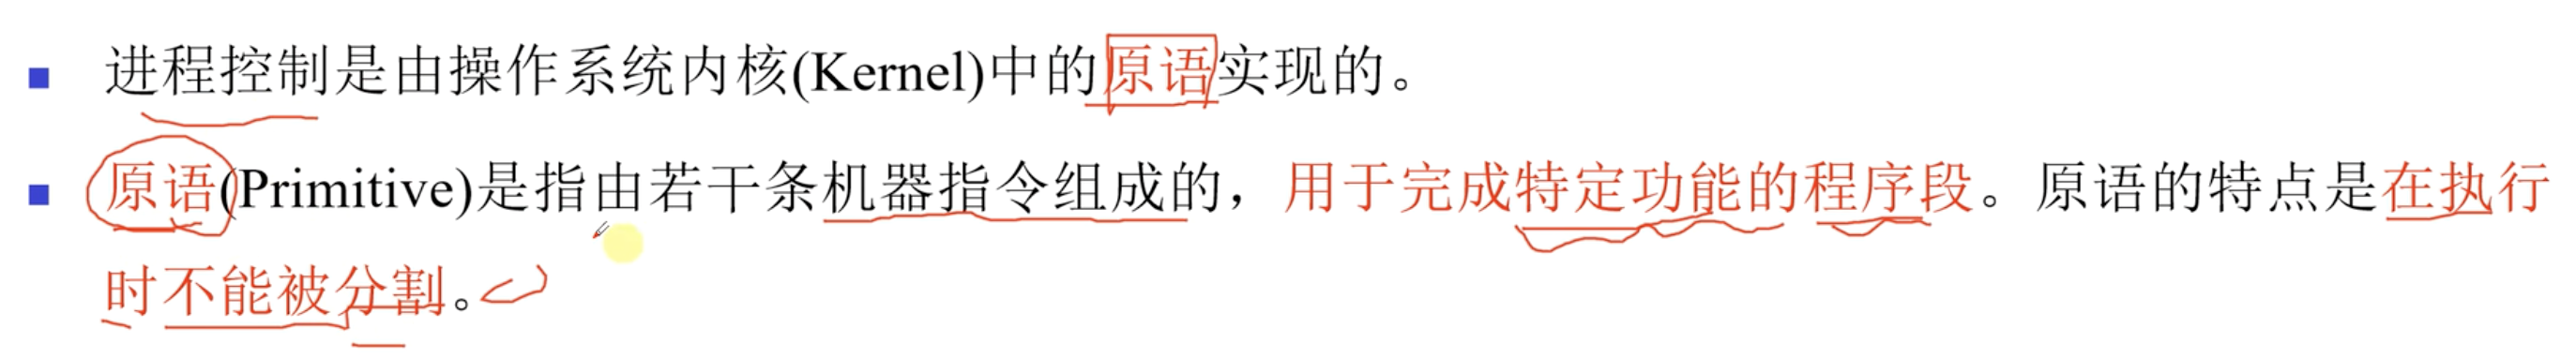 进程控制是由操作系统内核(Kernel)中的原语实现的。
原语(Primitive)是指由若干条机器指令组成的，用于完成特定功能的程序段。原语的特点是在执行
时不能被分割。